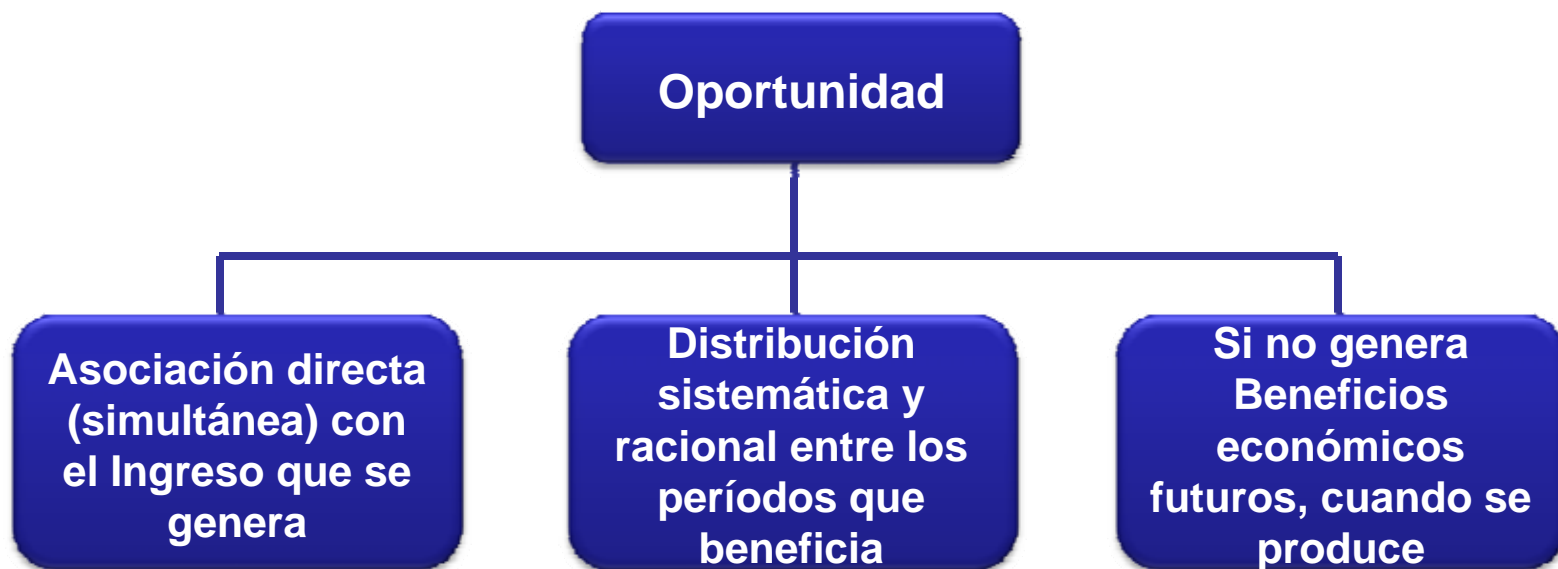 Oportunidad
Asociación directa
(simultánea) con
el Ingreso que se
genera
Distribución
sistemática y
racional entre los
períodos que
beneficia
Si no genera
Beneficios
económicos
futuros, cuando se
produce